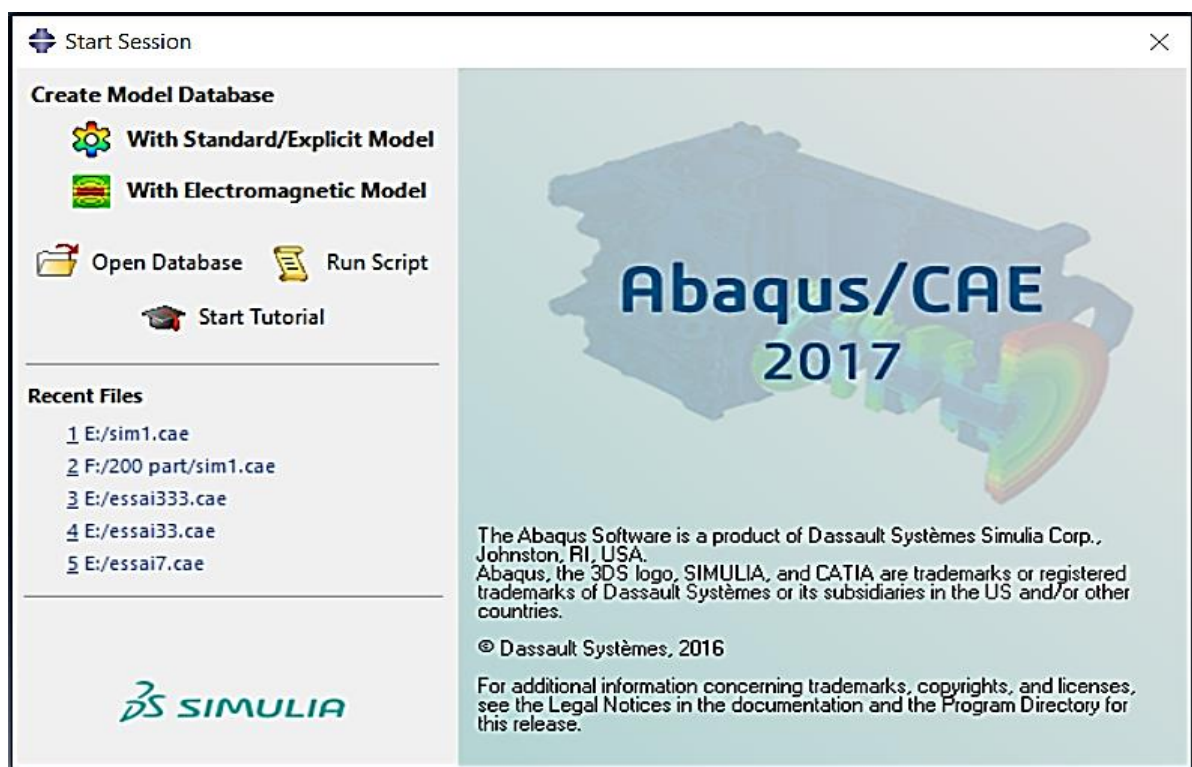 Start Session
Create Model Database
With Standard/Explicit Model
With Electromagnetic Model
Open Database Run Script
Start Tutorial
Recent Files
1 E:/sim1.cae
2 F:/200 part/sim1.cae
3 E:/essai333.cae
4 E:/essai33.cae
5 E:/essai7.cae
3S SIMULIA
Abaqus/CAE
2017
The Abaqus Software is a product of Dassault Systèmes Simulia Corp.,
Johnston, RI, USA.
Abaqus, the 3DS logo, SIMULIA, and CATIA are trademarks or registered
trademarks of Dassault Systèmes or its subsidiaries in the US and/or other
countries.
© Dassault Systèmes, 2016
For additional information concerning trademarks, copyrights, and licenses,
see the Legal Notices in the documentation and the Program Directory for
this release.